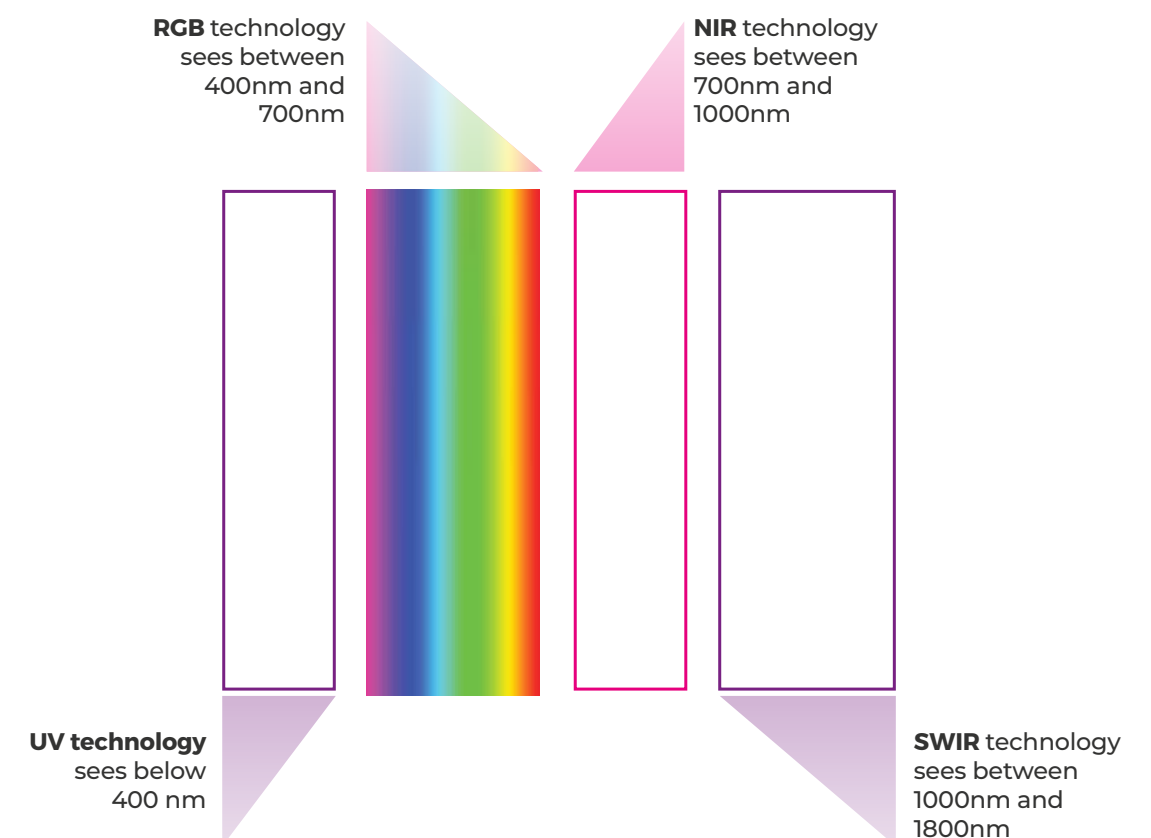 RGB technology
sees between
400nm and
700nm
NIR technology
sees between
700nm and
1000nm
UV technology
sees below
400 nm
SWIR technology
sees between
1000nm and
1800nm